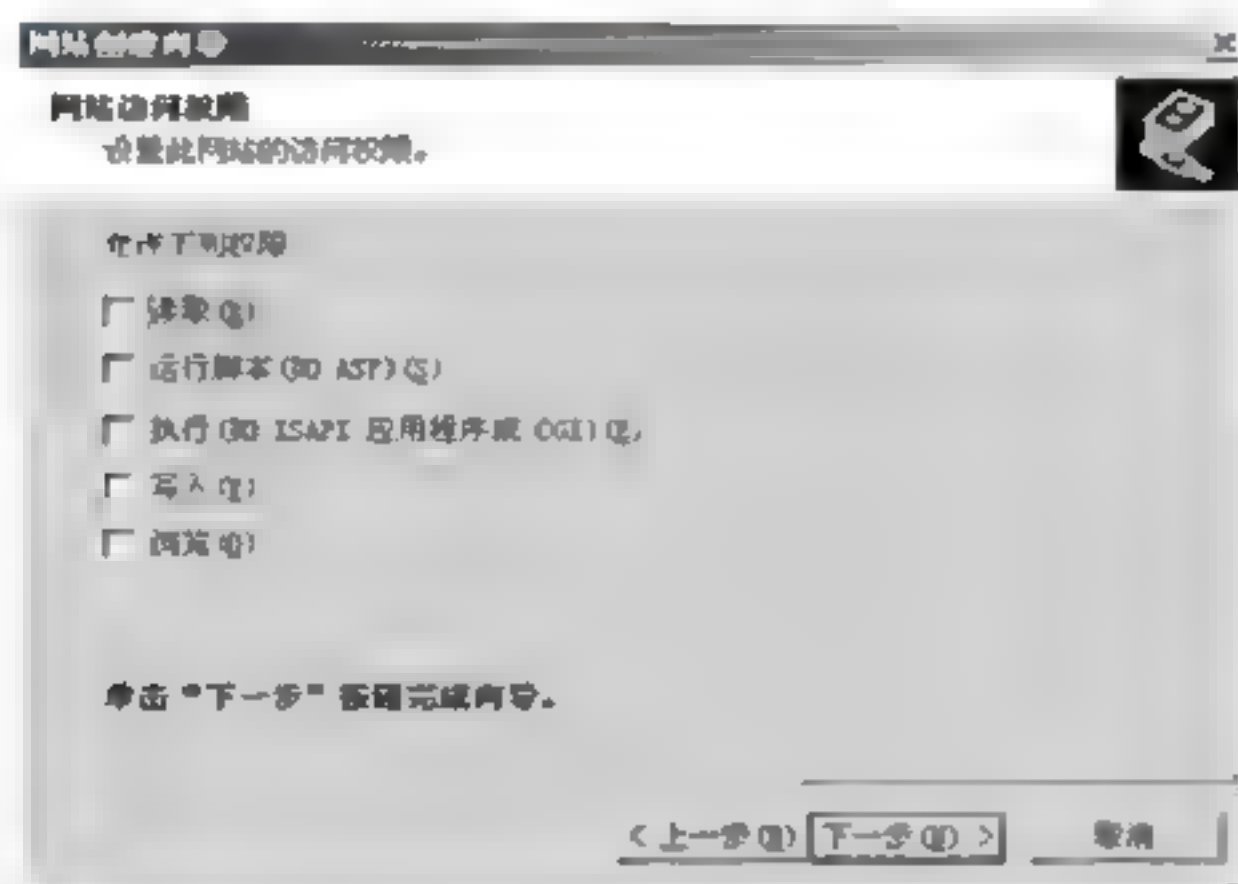 网站创建向导
网站访问权限
设置此网站的访问权限。
允许下列权限
读取(R)
运行脚本(如 ASP)(S)
执行(如 ISAPI 应用程序或 CGI)(E)
写入(W)
浏览(O)
单击“下一步”按钮完成向导。
< 上一步(B) 下一步(N) > 取消